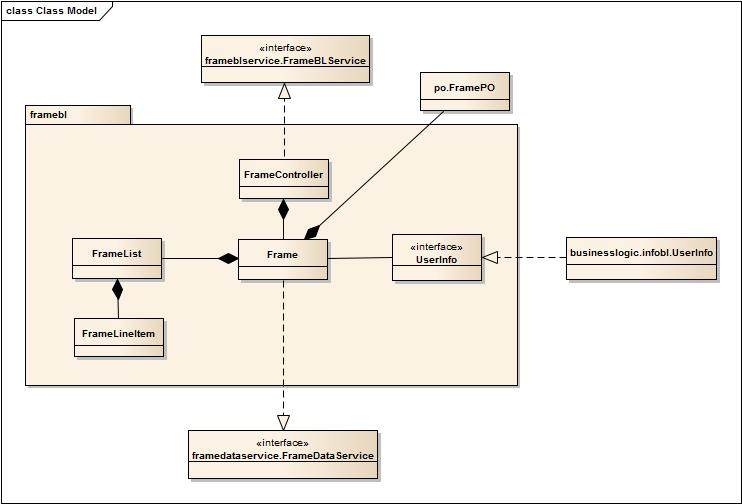 class Class Model
«interface»
frameblservice.FrameBLService
po.FramePO
framebl
FrameController
FrameList
Frame
«interface»
UserInfo
businesslogic.infobl.UserInfo
FrameLineItem
«interface»
framedataservice.FrameDataService